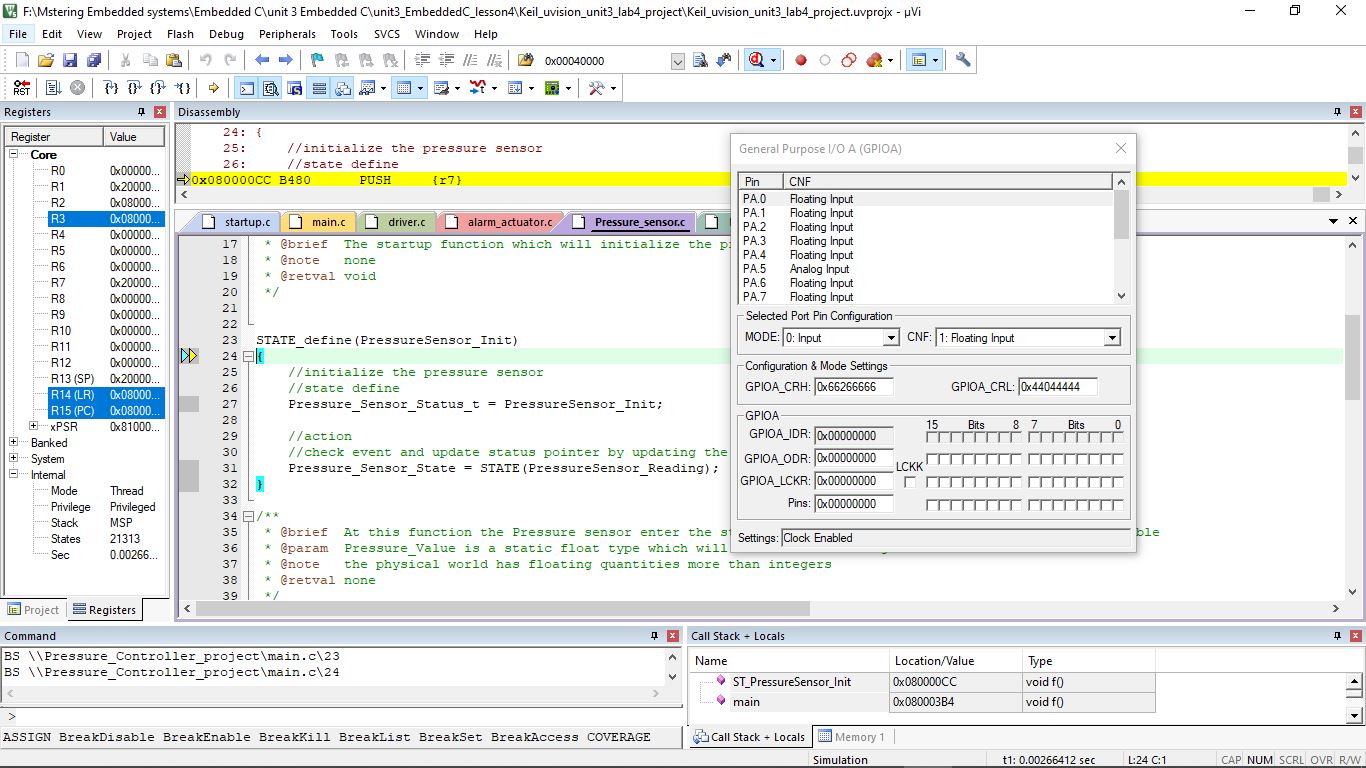 F:\Mstering Embedded systems\Embedded C\unit 3 Embedded C\unit3_EmbeddedC_lesson4\Keil_uvision_unit3_lab4_project\Keil_uvision_unit3_lab4_project.uvprojx - µVi
File Edit View Project Flash Debug Peripherals Tools SVCS Window Help
0x00040000
RST
Registers
Register Value
Core
R0 0x00000...
R1 0x20000...
R2 0x08000...
R3 0x08000...
R4 0x00000...
R5 0x00000...
R6 0x00000...
R7 0x20000...
R8 0x00000...
R9 0x00000...
R10 0x00000...
R11 0x00000...
R12 0x00000...
R13 (SP) 0x20000...
R14 (LR) 0x08000...
R15 (PC) 0x08000...
xPSR 0x81000...
Banked
System
Internal
Mode Thread
Privilege Privileged
Stack MSP
States 21313
Sec 0.00266...
Project Registers
Disassembly
24: {
25: //initialize the pressure sensor
26: //state define
0x080000CC B480 PUSH {r7}
startup.c main.c driver.c alarm_actuator.c Pressure_sensor.c
17 * @brief The startup function which will initialize the p
18 * @note none
19 * @retval void
20 */
21
22
23 STATE_define(PressureSensor_Init)
24 {
25 //initialize the pressure sensor
26 //state define
27 Pressure_Sensor_Status_t = PressureSensor_Init;
28
29 //action
30 //check event and update status pointer by updating the
31 Pressure_Sensor_State = STATE(PressureSensor_Reading);
32 }
33
34 /**
35 * @brief At this function the Pressure sensor enter the s ble
36 * @param Pressure_Value is a static float type which will
37 * @note the physical world has floating quantities more than integers
38 * @retval none
39 */
General Purpose I/O A (GPIOA)
Pin CNF
PA.0 Floating Input
PA.1 Floating Input
PA.2 Floating Input
PA.3 Floating Input
PA.4 Floating Input
PA.5 Analog Input
PA.6 Floating Input
PA.7 Floating Input
Selected Port Pin Configuration
MODE: 0: Input CNF: 1: Floating Input
Configuration & Mode Settings
GPIOA_CRH: 0x66266666 GPIOA_CRL: 0x44044444
GPIOA
15 Bits 8 7 Bits 0
GPIOA_IDR: 0x00000000
GPIOA_ODR: 0x00000000
LCKK
GPIOA_LCKR: 0x00000000
Pins: 0x00000000
Settings: Clock Enabled
Command
BS \\Pressure_Controller_project\main.c\23
BS \\Pressure_Controller_project\main.c\24
>
ASSIGN BreakDisable BreakEnable BreakKill BreakList BreakSet BreakAccess COVERAGE
Call Stack + Locals
Name Location/Value Type
ST_PressureSensor_Init 0x080000CC void f()
main 0x080003B4 void f()
Call Stack + Locals Memory 1
Simulation t1: 0.00266412 sec L:24 C:1 CAP NUM SCRL OVR R/W